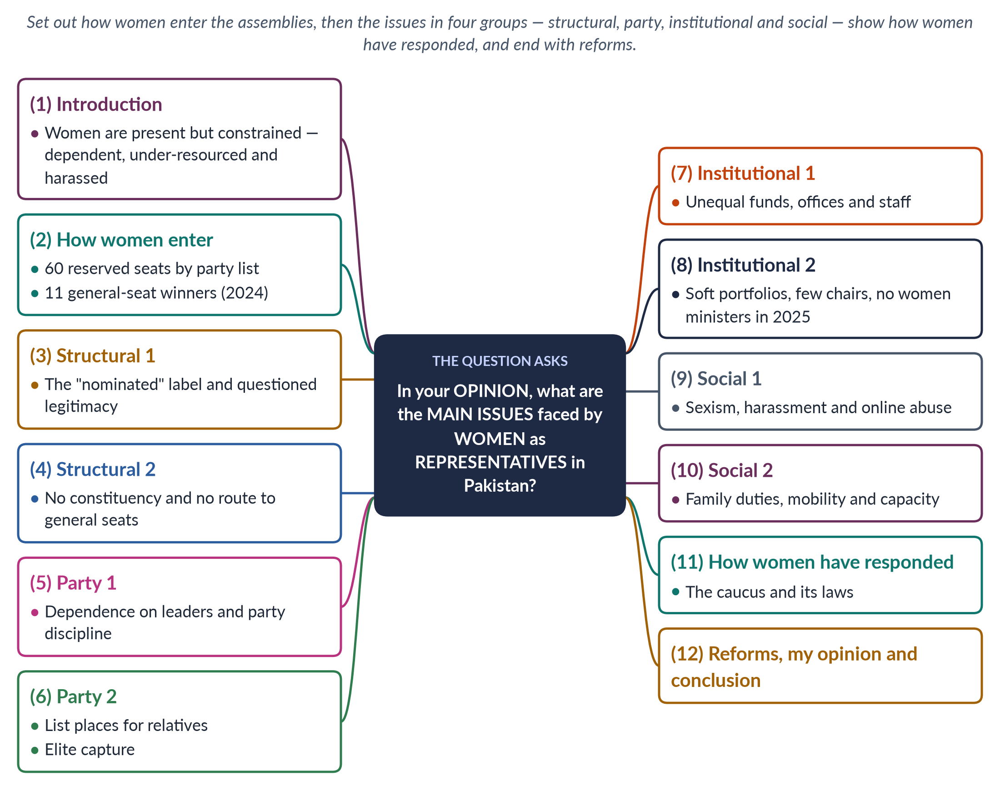 Set out how women enter the assemblies, then the issues in four groups — structural, party, institutional and social — show how women
have responded, and end with reforms.
(1) Introduction
• Women are present but constrained —
dependent, under-resourced and
harassed
(2) How women enter
• 60 reserved seats by party list
• 11 general-seat winners (2024)
(3) Structural 1
• The "nominated" label and questioned
legitimacy
(4) Structural 2
• No constituency and no route to
general seats
(5) Party 1
• Dependence on leaders and party
discipline
(6) Party 2
• List places for relatives
• Elite capture
THE QUESTION ASKS
In your OPINION, what are
the MAIN ISSUES faced by
WOMEN as
REPRESENTATIVES in
Pakistan?
(7) Institutional 1
• Unequal funds, offices and staff
(8) Institutional 2
• Soft portfolios, few chairs, no women
ministers in 2025
(9) Social 1
• Sexism, harassment and online abuse
(10) Social 2
• Family duties, mobility and capacity
(11) How women have responded
• The caucus and its laws
(12) Reforms, my opinion and
conclusion